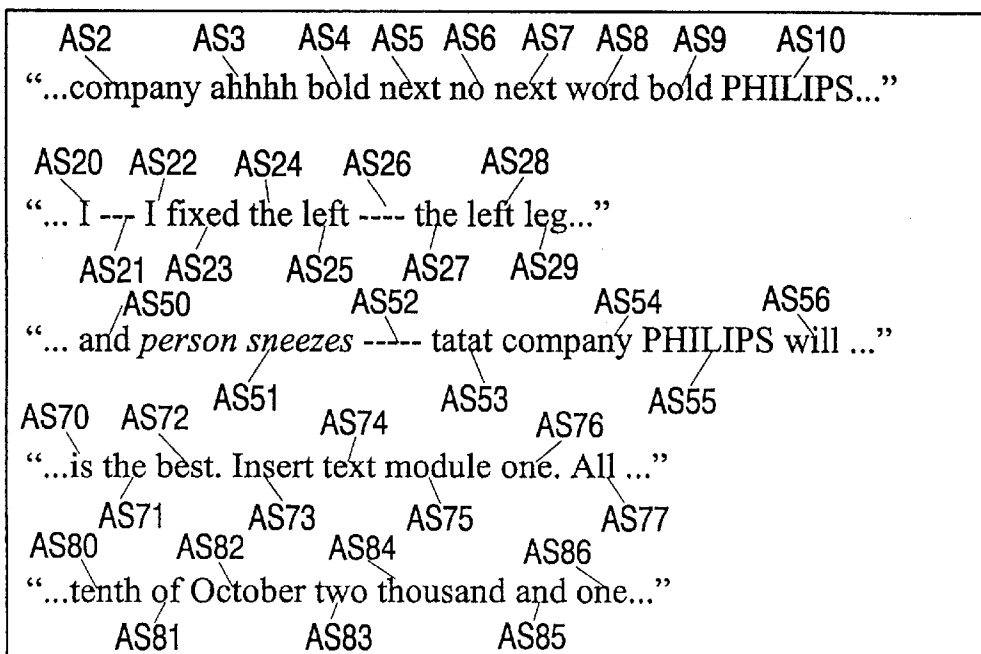 AS2 AS3 AS4 AS5 AS6 AS7 AS8 AS9 AS10
“...company ahhhh bold next no next word bold PHILIPS...”
AS20 AS22 AS24 AS26 AS28
“... I --- I fixed the left ---- the left leg...”
AS21 AS23 AS25 AS27 AS29
AS50 AS52 AS54 AS56
“... and person sneezes ----- tatat company PHILIPS will ...”
AS51 AS53 AS55
AS70 AS72 AS74 AS76
“...is the best. Insert text module one. All ...”
AS71 AS73 AS75 AS77
AS80 AS82 AS84 AS86
“...tenth of October two thousand and one...”
AS81 AS83 AS85